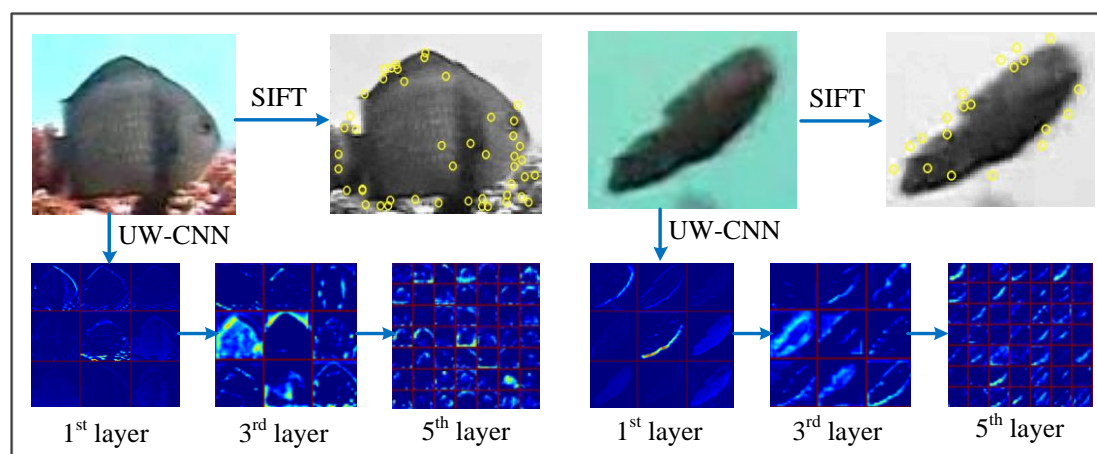 SIFT
SIFT
UW-CNN
UW-CNN
1st layer
3rd layer
5th layer
1st layer
3rd layer
5th layer